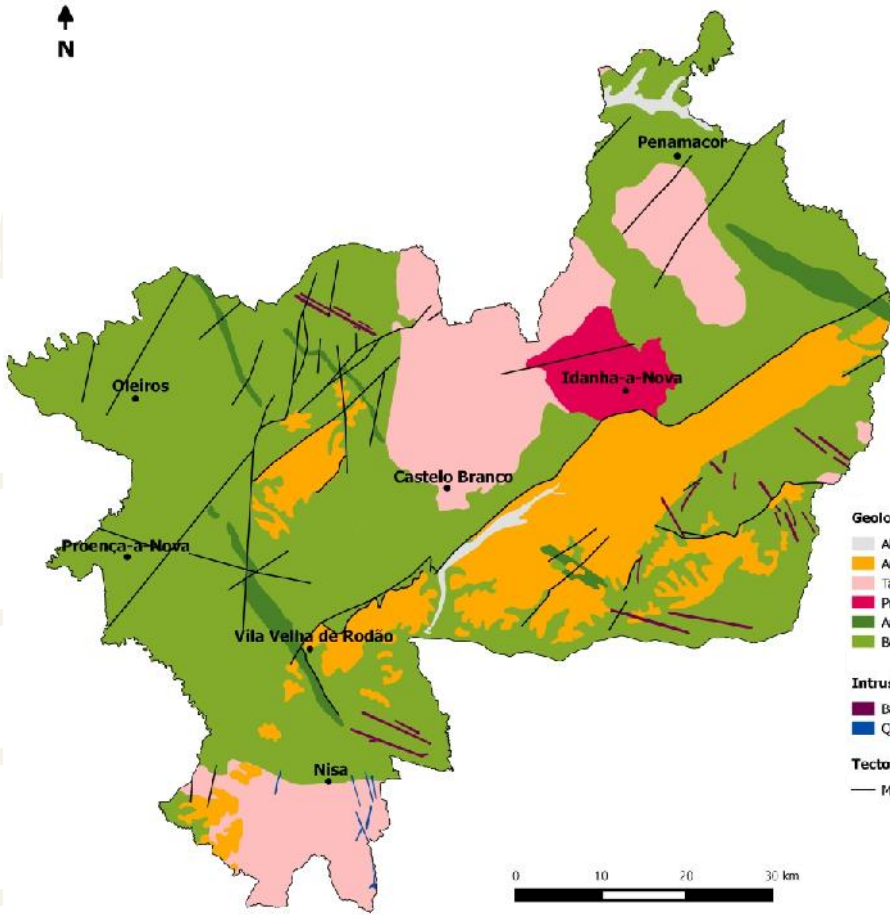 N
Penamacor
Oleiros
Idanha-a-Nova
Castelo Branco
Proença-a-Nova
Vila Velha de Rodão
Nisa
Geolo
A
A
P
A
B
Intrus
B
Q
Tecto
M
0 10 20 30 km